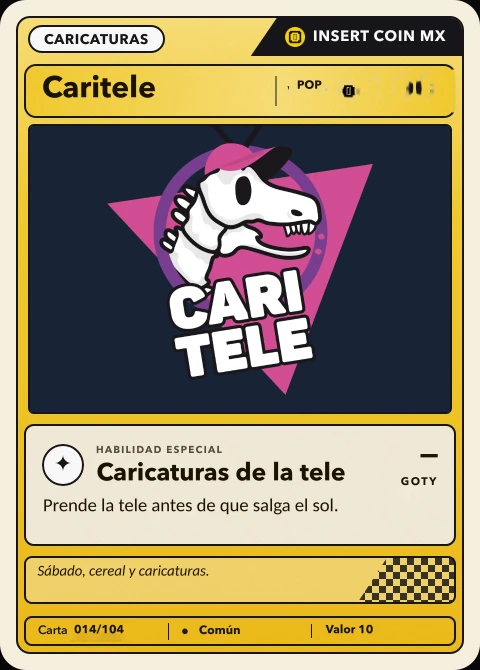 CARICATURAS
INSERT COIN MX
Caritele
POP
CARI
TELE
HABILIDAD ESPECIAL
Caricaturas de la tele
—
GOTY
Prende la tele antes de que salga el sol.
Sábado, cereal y caricaturas.
Carta 014/104 • Común Valor 10